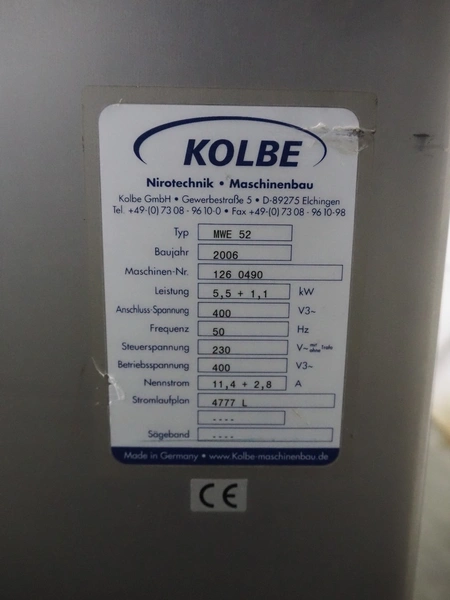 KOLBE
Nirotechnik • Maschinenbau
Kolbe GmbH • Gewerbestraße 5 • D-89275 Elchingen
Tel. +49-(0) 73 08 - 96 10-0 • Fax +49-(0) 73 08 - 96 10-98
Typ MWE 52
Baujahr 2006
Maschinen-Nr. 126 0490
Leistung 5,5 + 1,1 kW
Anschluss-Spannung 400 V3~
Frequenz 50 Hz
Steuerspannung 230 V~ mit/ohne Trafo
Betriebsspannung 400 V3~
Nennstrom 11,4 + 2,8 A
Stromlaufplan 4777 L
----
Sägeband ----
Made in Germany • www.Kolbe-maschinenbau.de
CE